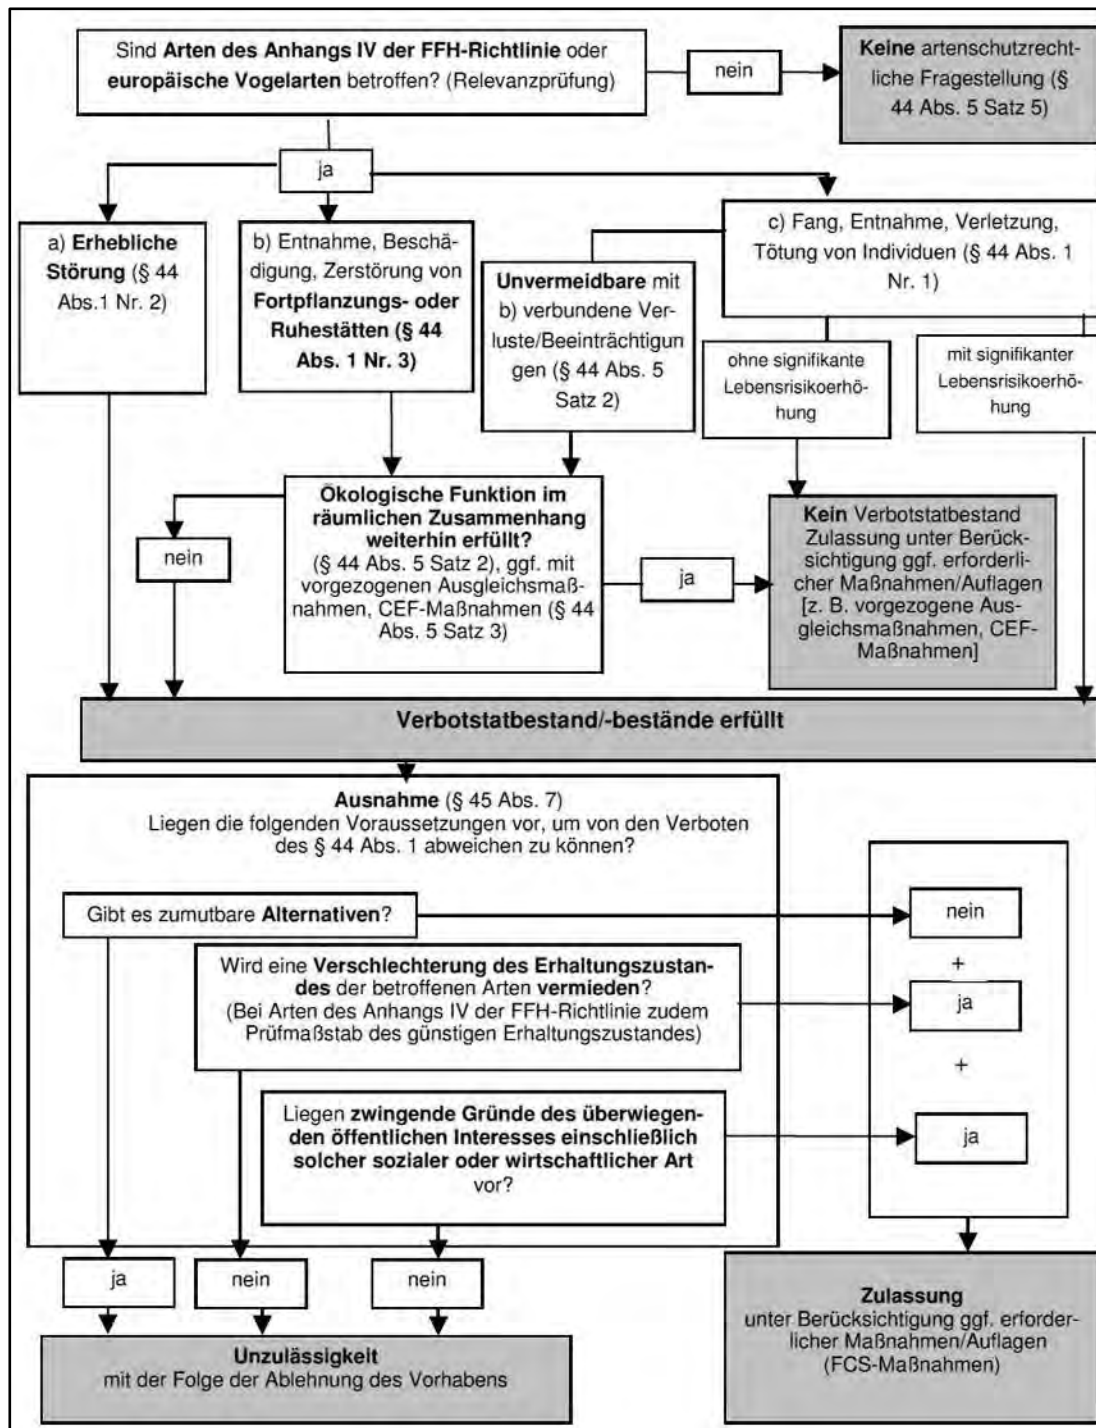 Sind Arten des Anhangs IV der FFH-Richtlinie oder
europäische Vogelarten betroffen? (Relevanzprüfung)
nein
Keine artenschutzrecht-
liche Fragestellung (§
44 Abs. 5 Satz 5)
ja
a) Erhebliche
Störung (§ 44
Abs.1 Nr. 2)
b) Entnahme, Beschä-
digung, Zerstörung von
Fortpflanzungs- oder
Ruhestätten (§ 44
Abs. 1 Nr. 3)
Unvermeidbare mit
b) verbundene Ver-
luste/Beeinträchtigun
gen (§ 44 Abs. 5
Satz 2)
c) Fang, Entnahme, Verletzung,
Tötung von Individuen (§ 44 Abs. 1
Nr. 1)
ohne signifikante
Lebensrisikoerhö-
hung
mit signifikanter
Lebensrisikoerhö-
hung
Ökologische Funktion im
räumlichen Zusammenhang
weiterhin erfüllt?
(§ 44 Abs. 5 Satz 2), ggf. mit
vorgezogenen Ausgleichsmaß-
nahmen, CEF-Maßnahmen (§ 44
Abs. 5 Satz 3)
nein
ja
Kein Verbotstatbestand
Zulassung unter Berück-
sichtigung ggf. erforderli-
cher Maßnahmen/Auflagen
[z. B. vorgezogene Aus-
gleichsmaßnahmen, CEF-
Maßnahmen]
Verbotstatbestand/-bestände erfüllt
Ausnahme (§ 45 Abs. 7)
Liegen die folgenden Voraussetzungen vor, um von den Verboten
des § 44 Abs. 1 abweichen zu können?
Gibt es zumutbare Alternativen?
nein
+
Wird eine Verschlechterung des Erhaltungszustan-
des der betroffenen Arten vermieden?
(Bei Arten des Anhangs IV der FFH-Richtlinie zudem
Prüfmaßstab des günstigen Erhaltungszustandes)
ja
+
Liegen zwingende Gründe des überwiegen-
den öffentlichen Interesses einschließlich
solcher sozialer oder wirtschaftlicher Art
vor?
ja
ja
nein
nein
Unzulässigkeit
mit der Folge der Ablehnung des Vorhabens
Zulassung
unter Berücksichtigung ggf. erforder-
licher Maßnahmen/Auflagen
(FCS-Maßnahmen)